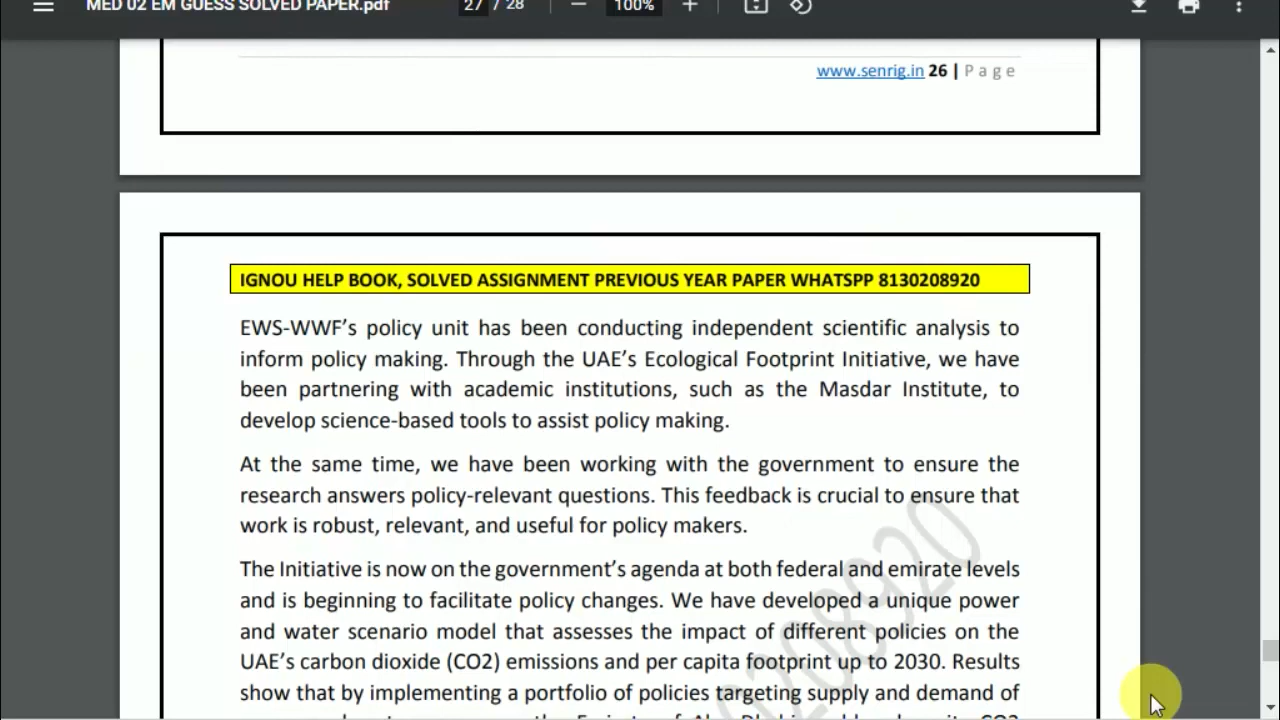 MED 02 EM GUESS SOLVED PAPER.pdf 27 / 28 100%
www.senrig.in 26 | Page
IGNOU HELP BOOK, SOLVED ASSIGNMENT PREVIOUS YEAR PAPER WHATSPP 8130208920
EWS-WWF’s policy unit has been conducting independent scientific analysis to
inform policy making. Through the UAE’s Ecological Footprint Initiative, we have
been partnering with academic institutions, such as the Masdar Institute, to
develop science-based tools to assist policy making.
At the same time, we have been working with the government to ensure the
research answers policy-relevant questions. This feedback is crucial to ensure that
work is robust, relevant, and useful for policy makers.
The Initiative is now on the government’s agenda at both federal and emirate levels
and is beginning to facilitate policy changes. We have developed a unique power
and water scenario model that assesses the impact of different policies on the
UAE’s carbon dioxide (CO2) emissions and per capita footprint up to 2030. Results
show that by implementing a portfolio of policies targeting supply and demand of